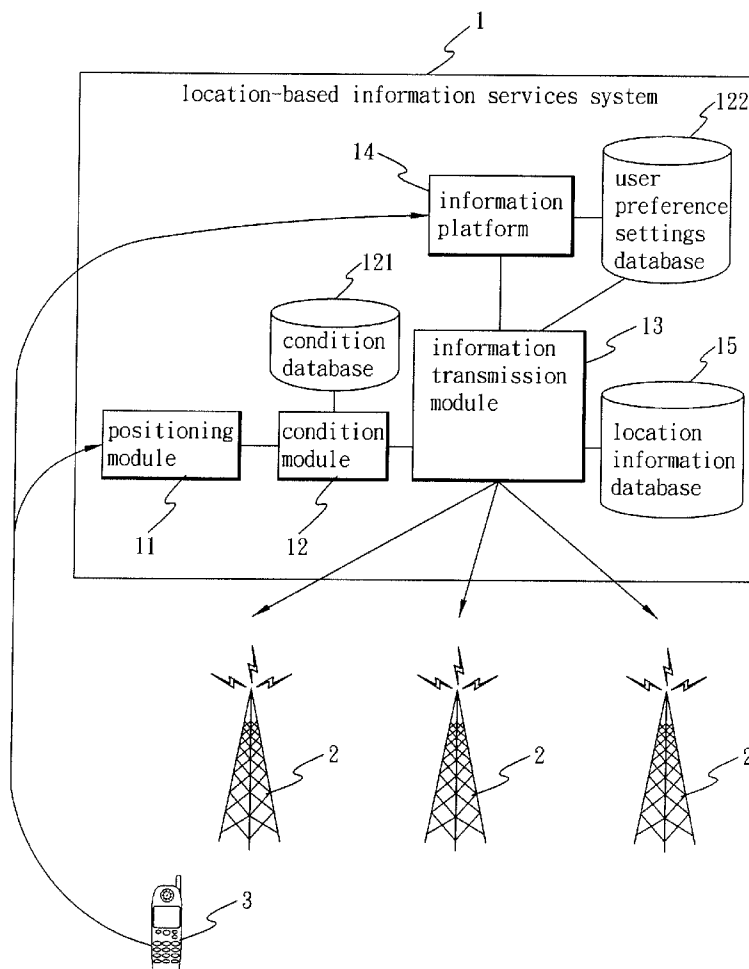 1
location-based information services system
122
14
information
platform
user
preference
settings
database
121
condition
database
13
information
transmission
module
15
location
information
database
positioning
module
condition
module
11
12
2
2
2
3